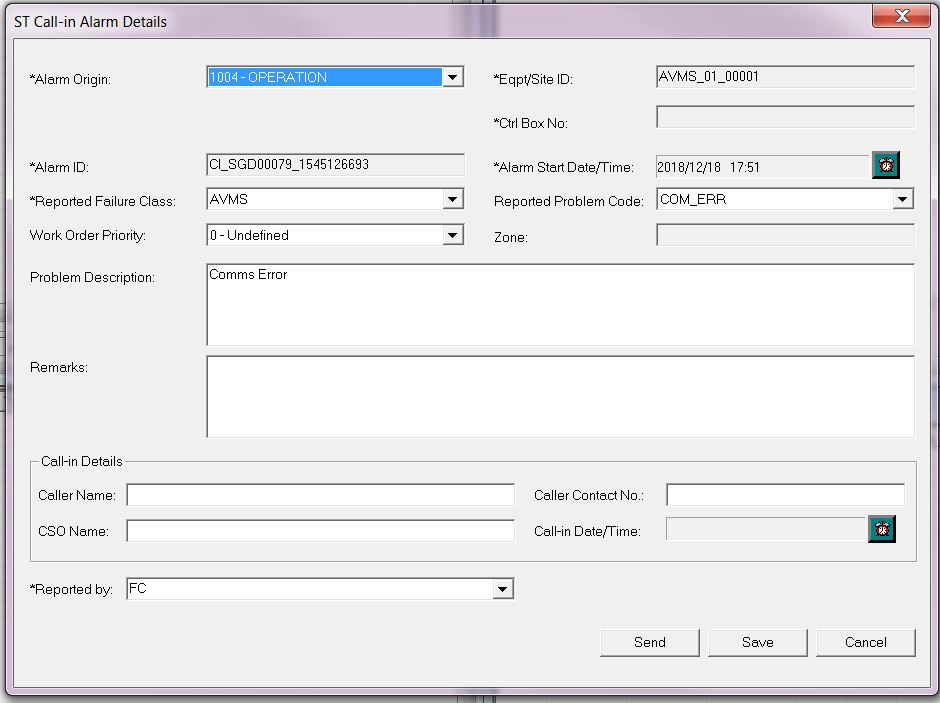 ST Call-in Alarm Details
*Alarm Origin: 1004 - OPERATION *Eqpt/Site ID: AVMS_01_00001
*Ctrl Box No:
*Alarm ID: CI_SGD00079_1545126693 *Alarm Start Date/Time: 2018/12/18 17:51
*Reported Failure Class: AVMS Reported Problem Code: COM_ERR
Work Order Priority: 0 - Undefined Zone:
Problem Description: Comms Error
Remarks:
Call-in Details
Caller Name: Caller Contact No.:
CSO Name: Call-in Date/Time:
*Reported by: FC
Send Save Cancel